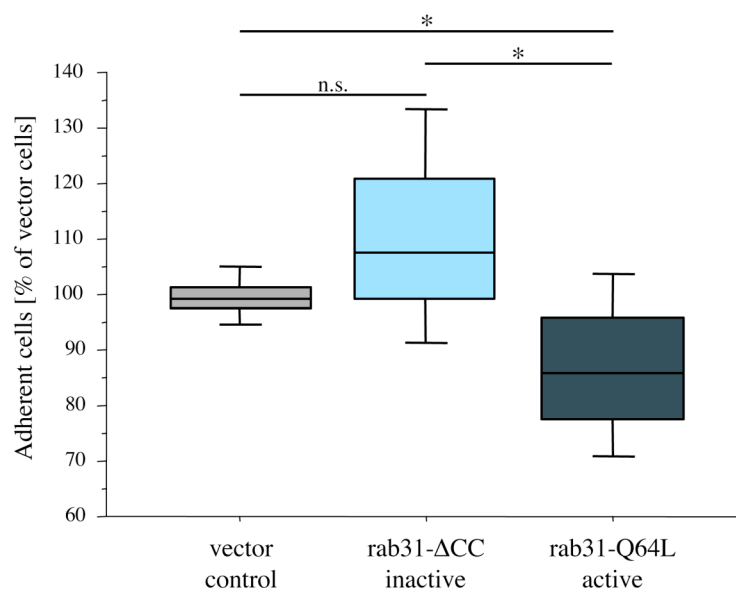 *
*
n.s.
140
130
120
110
100
90
80
70
60
Adherent cells [% of vector cells]
vector
control
rab31-ΔCC
inactive
rab31-Q64L
active